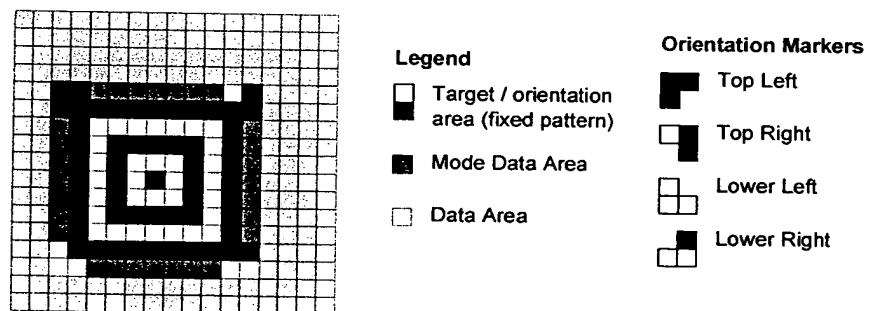 Legend
Target / orientation
area (fixed pattern)
Mode Data Area
Data Area
Orientation Markers
Top Left
Top Right
Lower Left
Lower Right